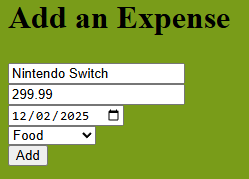 Add an Expense
Nintendo Switch
299.99
12/02/2025
Food
Add